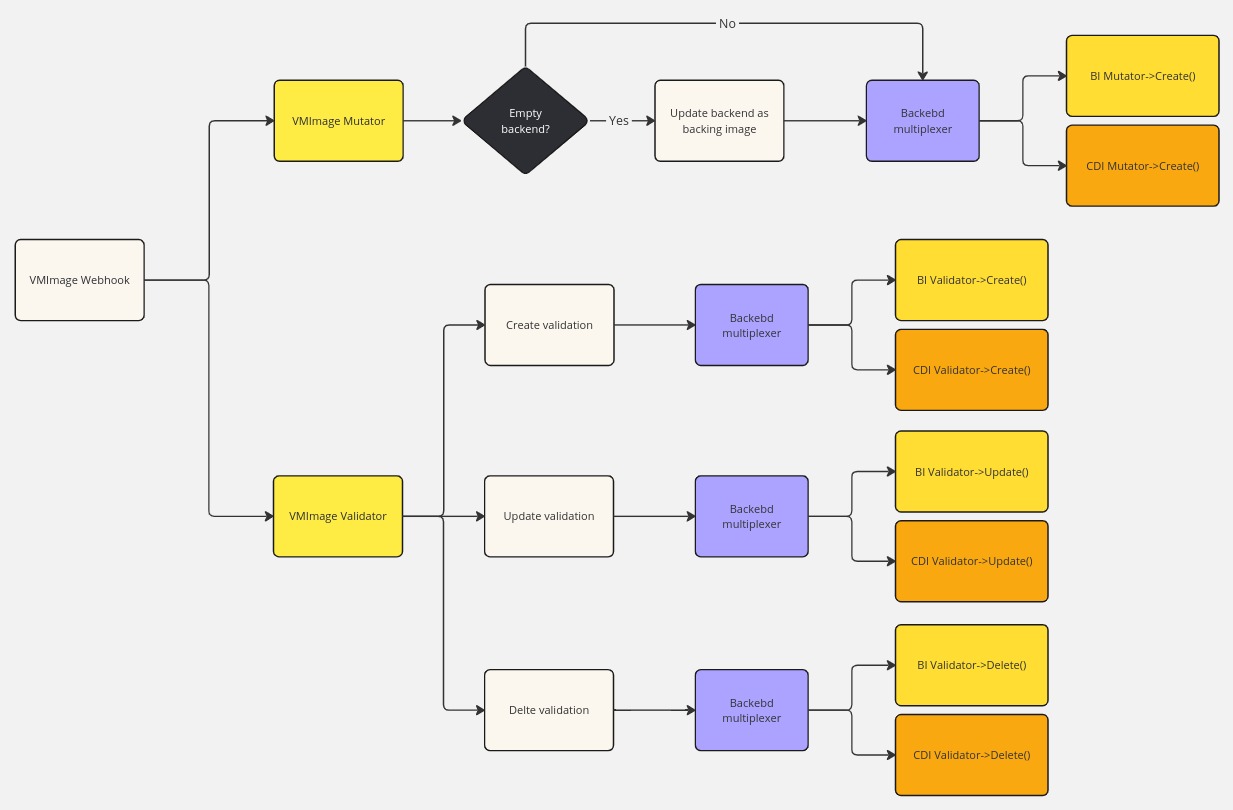 No
VMImage Mutator
Empty
backend?
Yes
Update backend as
backing image
Backebd
multiplexer
BI Mutator->Create()
CDI Mutator->Create()
VMImage Webhook
Create validation
Backebd
multiplexer
BI Validator->Create()
CDI Validator->Create()
VMImage Validator
Update validation
Backebd
multiplexer
BI Validator->Update()
CDI Validator->Update()
Delte validation
Backebd
multiplexer
BI Validator->Delete()
CDI Validator->Delete()